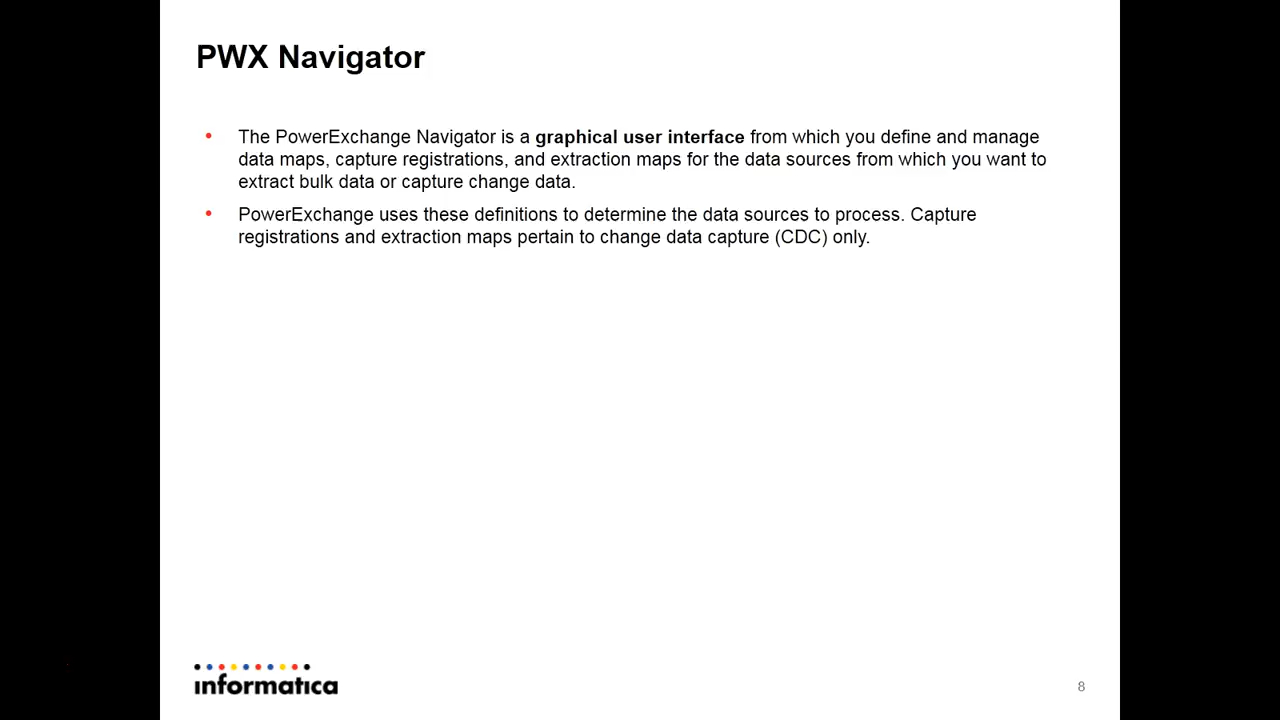 PWX Navigator
• The PowerExchange Navigator is a graphical user interface from which you define and manage
data maps, capture registrations, and extraction maps for the data sources from which you want to
extract bulk data or capture change data.
• PowerExchange uses these definitions to determine the data sources to process. Capture
registrations and extraction maps pertain to change data capture (CDC) only.
informatica
8